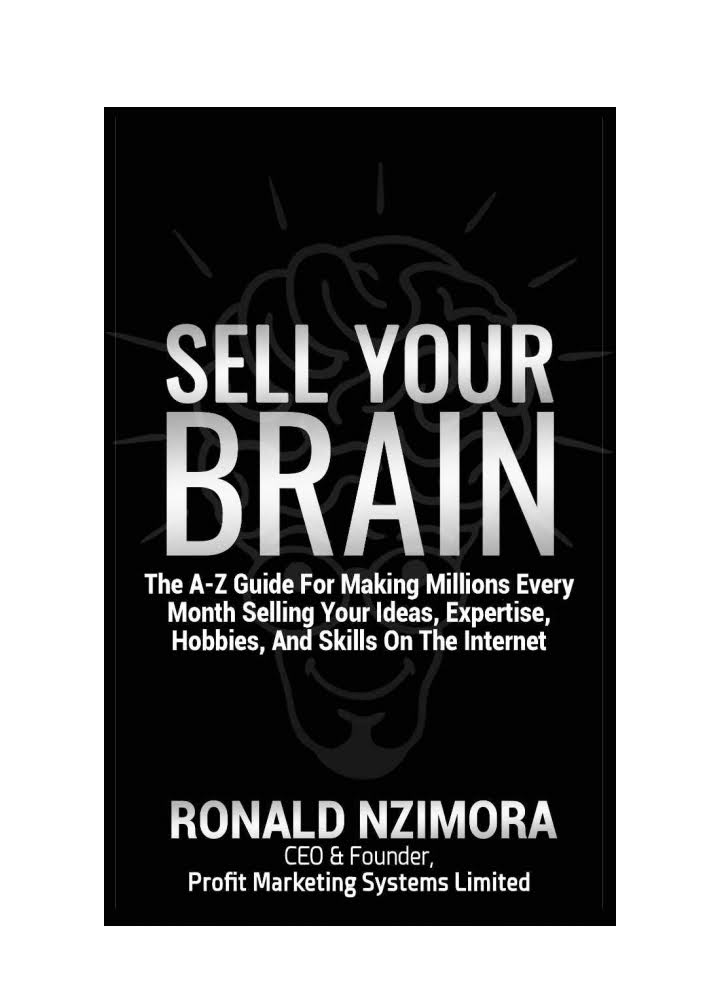 SELL YOUR
BRAIN
The A-Z Guide For Making Millions Every
Month Selling Your Ideas, Expertise,
Hobbies, And Skills On The Internet
RONALD NZIMORA
CEO & Founder,
Profit Marketing Systems Limited